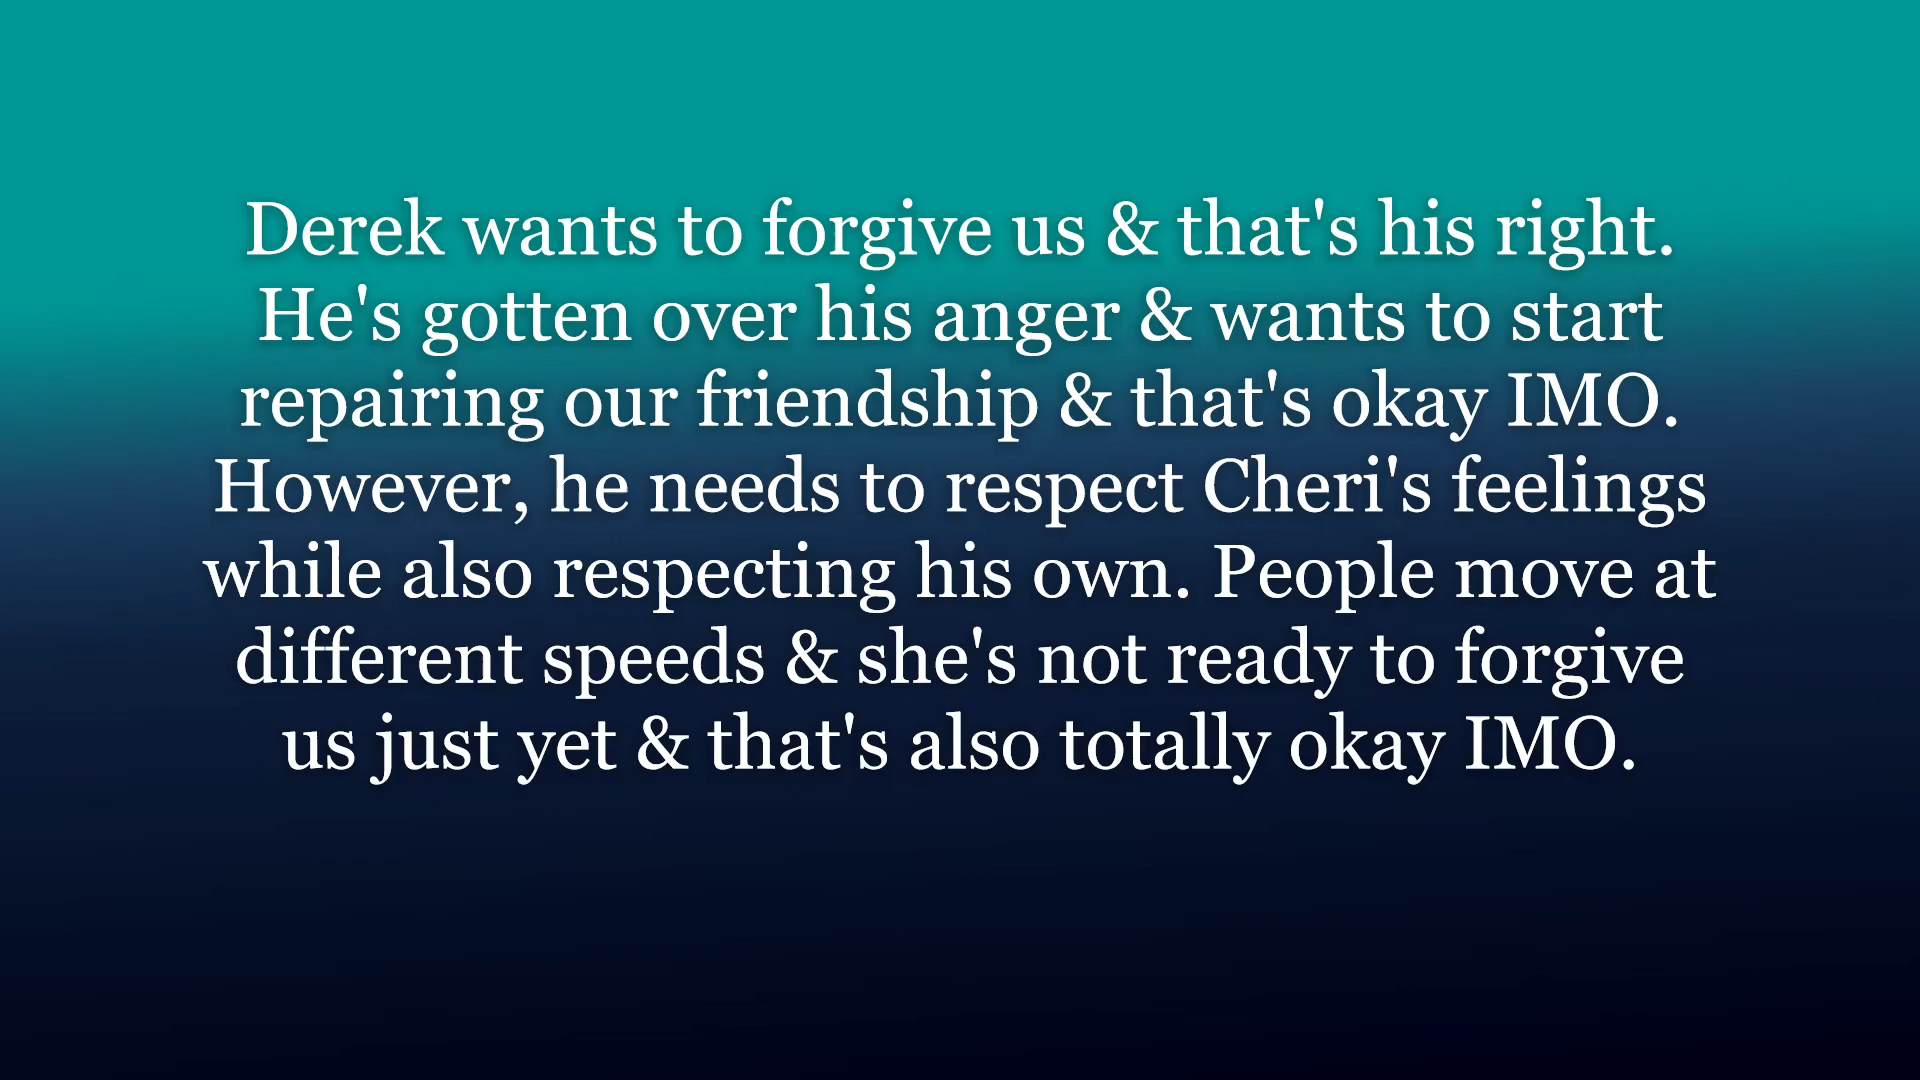 Derek wants to forgive us & that's his right.
He's gotten over his anger & wants to start
repairing our friendship & that's okay IMO.
However, he needs to respect Cheri's feelings
while also respecting his own. People move at
different speeds & she's not ready to forgive
us just yet & that's also totally okay IMO.